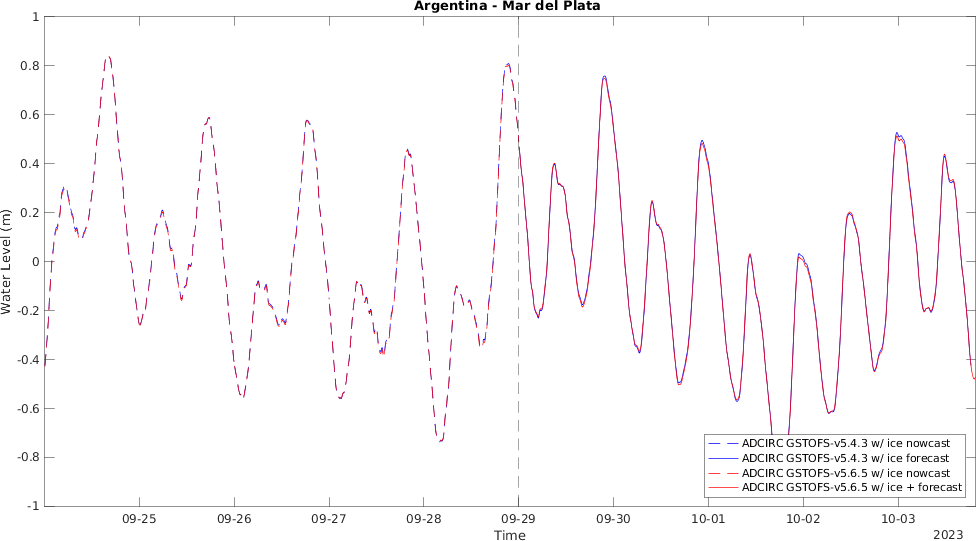 Argentina - Mar del Plata
1
0.8
0.6
0.4
0.2
0
-0.2
-0.4
-0.6
-0.8
-1
Water Level (m)
ADCIRC GSTOFS-v5.4.3 w/ ice nowcast
ADCIRC GSTOFS-v5.4.3 w/ ice forecast
ADCIRC GSTOFS-v5.6.5 w/ ice nowcast
ADCIRC GSTOFS-v5.6.5 w/ ice + forecast
09-25 09-26 09-27 09-28 09-29 09-30 10-01 10-02 10-03
Time
2023